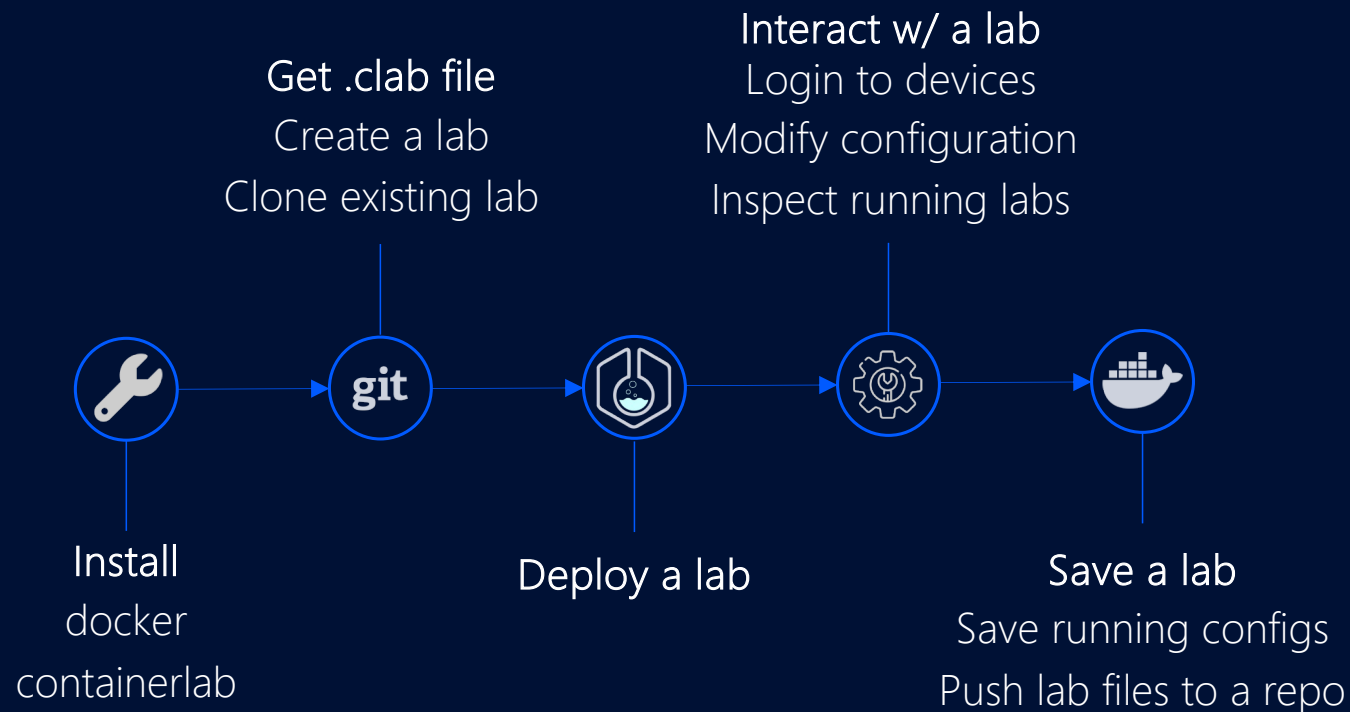 Install
docker
containerlab
Get .clab file
Create a lab
Clone existing lab
git
Deploy a lab
Interact w/ a lab
Login to devices
Modify configuration
Inspect running labs
Save a lab
Save running configs
Push lab files to a repo